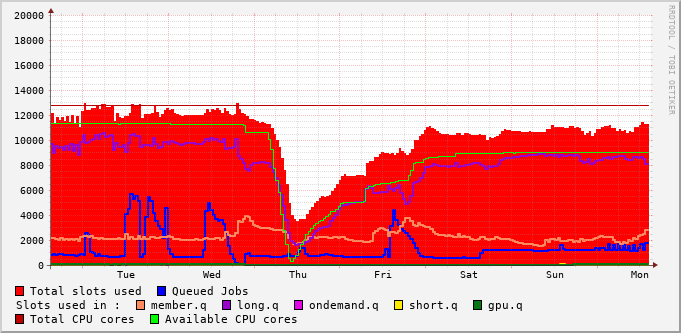 20000
18000
16000
14000
12000
10000
8000
6000
4000
2000
0
Tue Wed Thu Fri Sat Sun Mon
RRDTOOL / TOBI OETIKER
Total slots used Queued Jobs
Slots used in : member.q long.q ondemand.q short.q gpu.q
Total CPU cores Available CPU cores